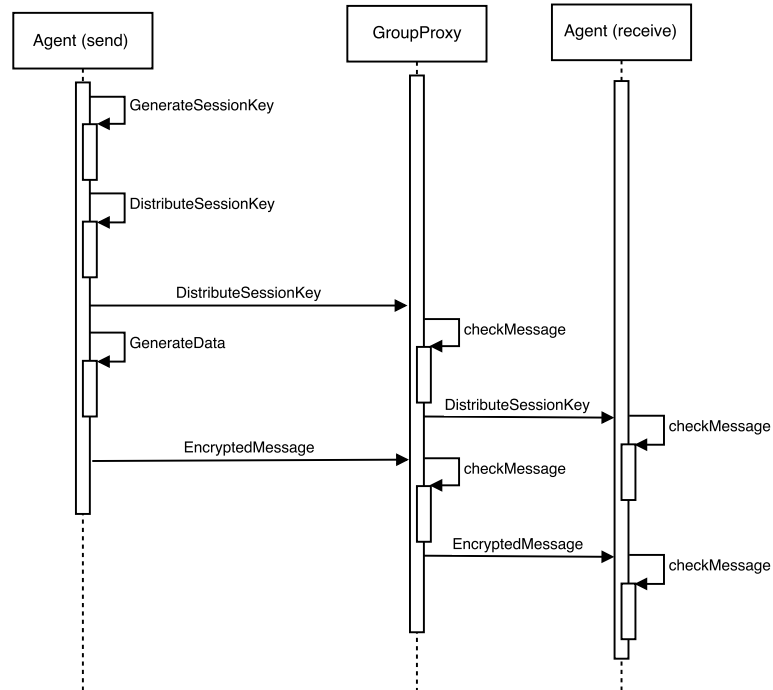 Agent (send)
GroupProxy
Agent (receive)
GenerateSessionKey
DistributeSessionKey
DistributeSessionKey
checkMessage
GenerateData
DistributeSessionKey
checkMessage
EncryptedMessage
checkMessage
EncryptedMessage
checkMessage